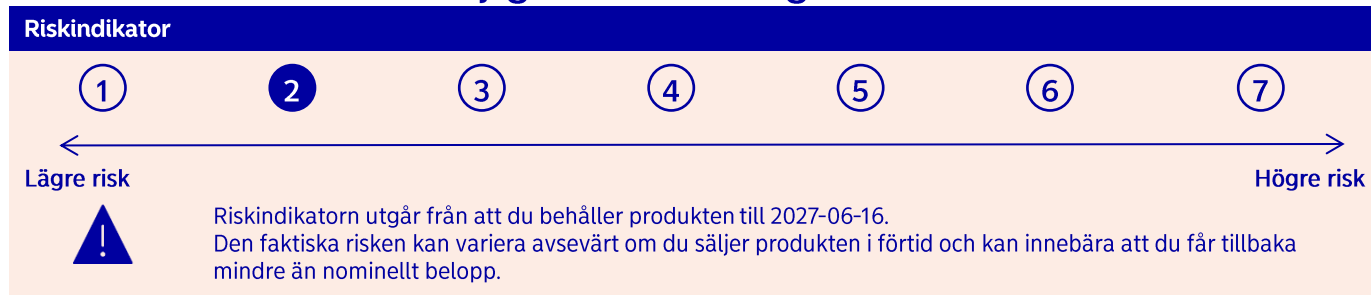 Riskindikator
1 2 3 4 5 6 7
Lägre risk Högre risk
Riskindikatorn utgår från att du behåller produkten till 2027-06-16.
Den faktiska risken kan variera avsevärt om du säljer produkten i förtid och kan innebära att du får tillbaka
mindre än nominellt belopp.